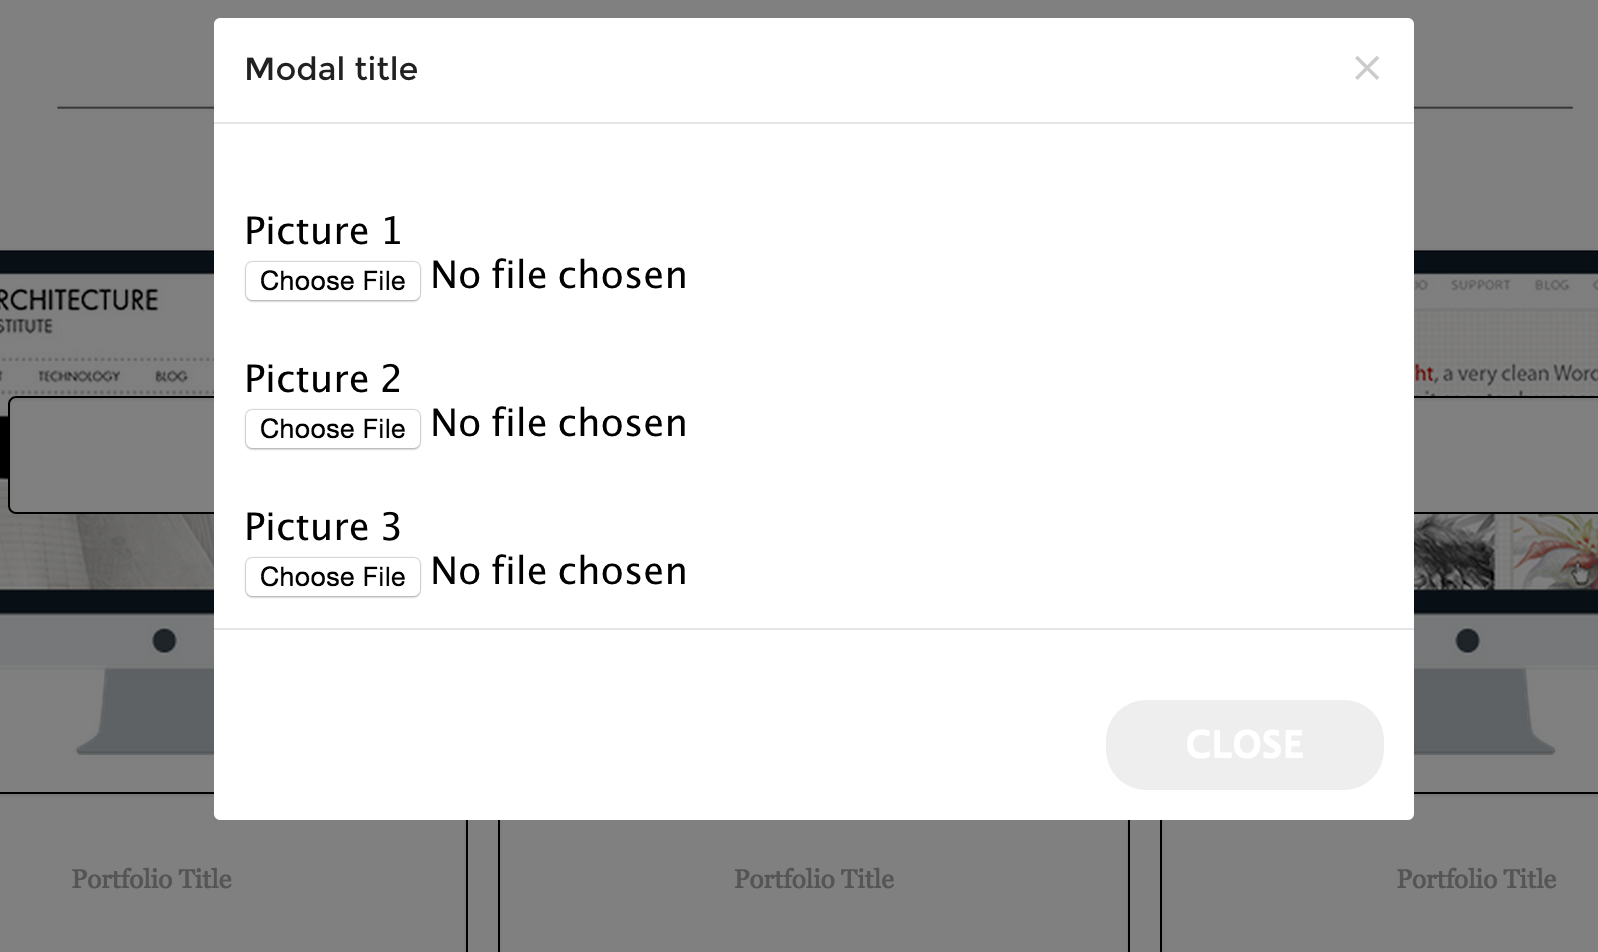 Modal title
Picture 1
Choose File No file chosen
Picture 2
Choose File No file chosen
Picture 3
Choose File No file chosen
CLOSE
RCHITECTURE
STITUTE
TECHNOLOGY BLOG
SUPPORT BLOG
ht, a very clean Word
Portfolio Title
Portfolio Title
Portfolio Title